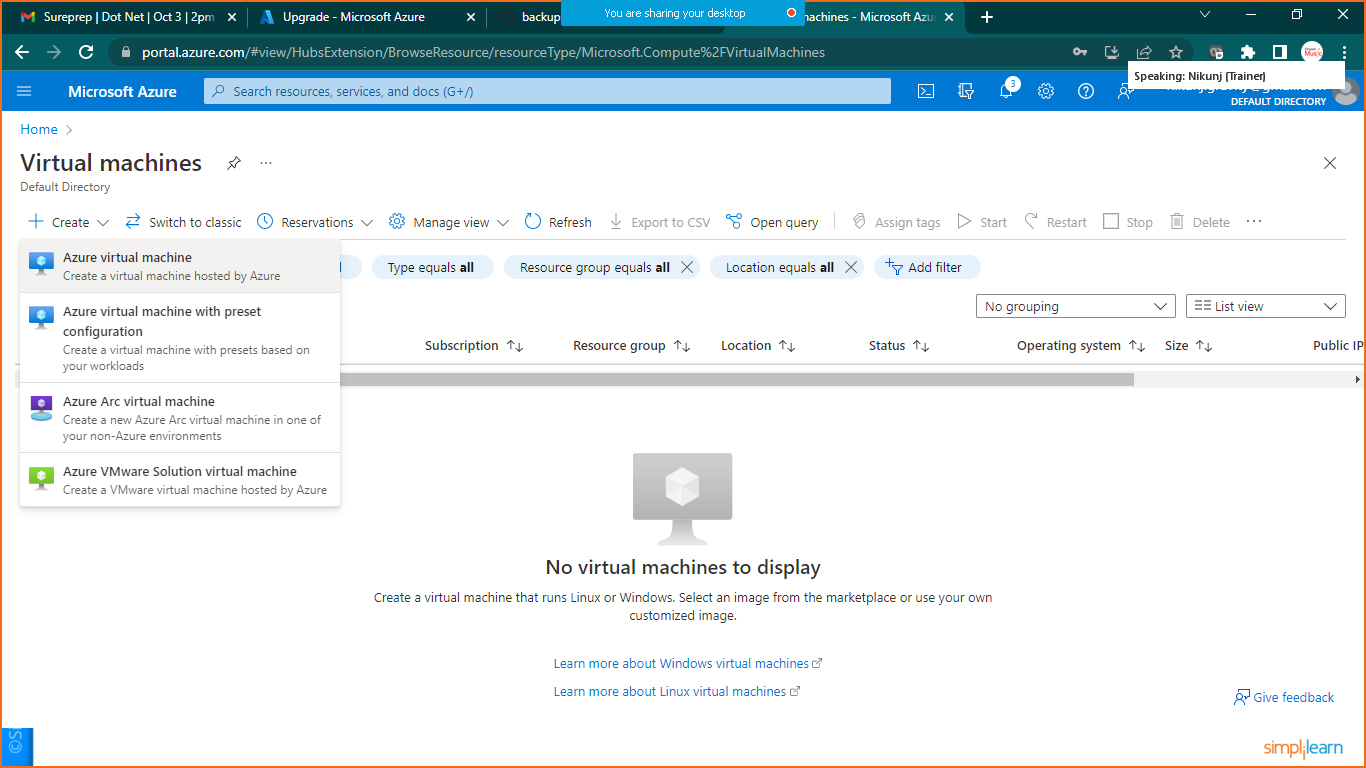 Sureprep | Dot Net | Oct 3 | 2pm
Upgrade - Microsoft Azure
backup
You are sharing your desktop
machines - Microsoft Azu
portal.azure.com/#view/HubsExtension/BrowseResource/resourceType/Microsoft.Compute%2FVirtualMachines
Speaking: Nikunj (Trainer)
Microsoft Azure
Search resources, services, and docs (G+/)
3
DEFAULT DIRECTORY
Home
Virtual machines
Default Directory
Create
Switch to classic
Reservations
Manage view
Refresh
Export to CSV
Open query
Assign tags
Start
Restart
Stop
Delete
Azure virtual machine
Create a virtual machine hosted by Azure
Azure virtual machine with preset
configuration
Create a virtual machine with presets based on
your workloads
Azure Arc virtual machine
Create a new Azure Arc virtual machine in one of
your non-Azure environments
Azure VMware Solution virtual machine
Create a VMware virtual machine hosted by Azure
Type equals all
Resource group equals all
Location equals all
Add filter
No grouping
List view
Subscription
Resource group
Location
Status
Operating system
Size
Public IP
No virtual machines to display
Create a virtual machine that runs Linux or Windows. Select an image from the marketplace or use your own
customized image.
Learn more about Windows virtual machines
Learn more about Linux virtual machines
Give feedback
©S
simplilearn